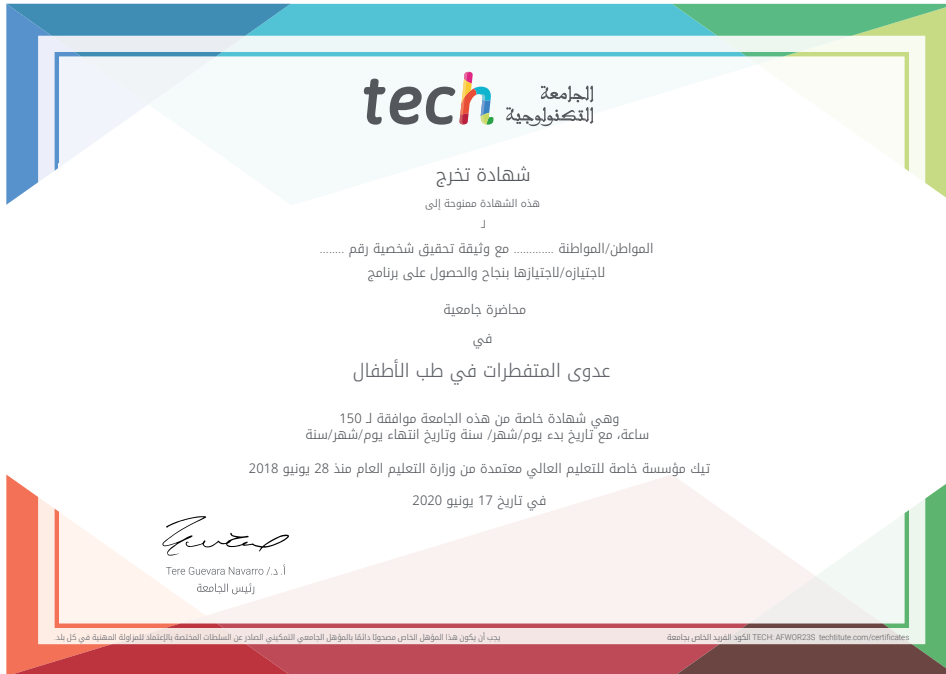 tech الجامعة
التكنولوجية
شهادة تخرج
هذه الشهادة ممنوحة إلى
لـ
المواطن/المواطنة ............ مع وثيقة تحقيق شخصية رقم ........
لاجتيازه/لاجتيازها بنجاح والحصول على برنامج
محاضرة جامعية
في
عدوى المتفطرات في طب الأطفال
وهي شهادة خاصة من هذه الجامعة موافقة لـ 150
ساعة، مع تاريخ بدء يوم/شهر/ سنة وتاريخ انتهاء يوم/شهر/سنة
تيك مؤسسة خاصة للتعليم العالي معتمدة من وزارة التعليم العام منذ 28 يونيو 2018
في تاريخ 17 يونيو 2020
أ. د./ Tere Guevara Navarro
رئيس الجامعة
يجب أن يكون هذا المؤهل الخاص مصحوبًا دائمًا بالمؤهل الجامعي التمكيني الصادر عن السلطات المختصة بالإعتماد للمزاولة المهنية في كل بلد.
الكود الفريد الخاص بجامعة TECH: AFWOR23S techtitute.com/certificates